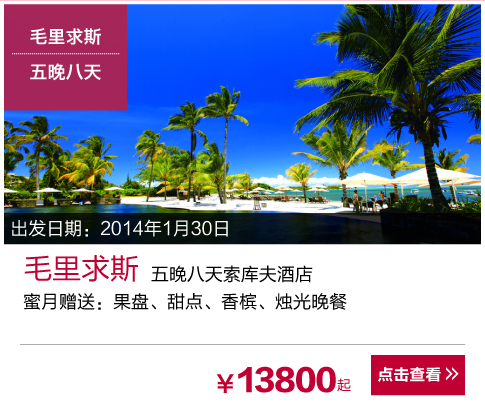 毛里求斯
五晚八天
出发日期：2014年1月30日
毛里求斯 五晚八天索库夫酒店
蜜月赠送：果盘、甜点、香槟、烛光晚餐
¥13800起
点击查看 »